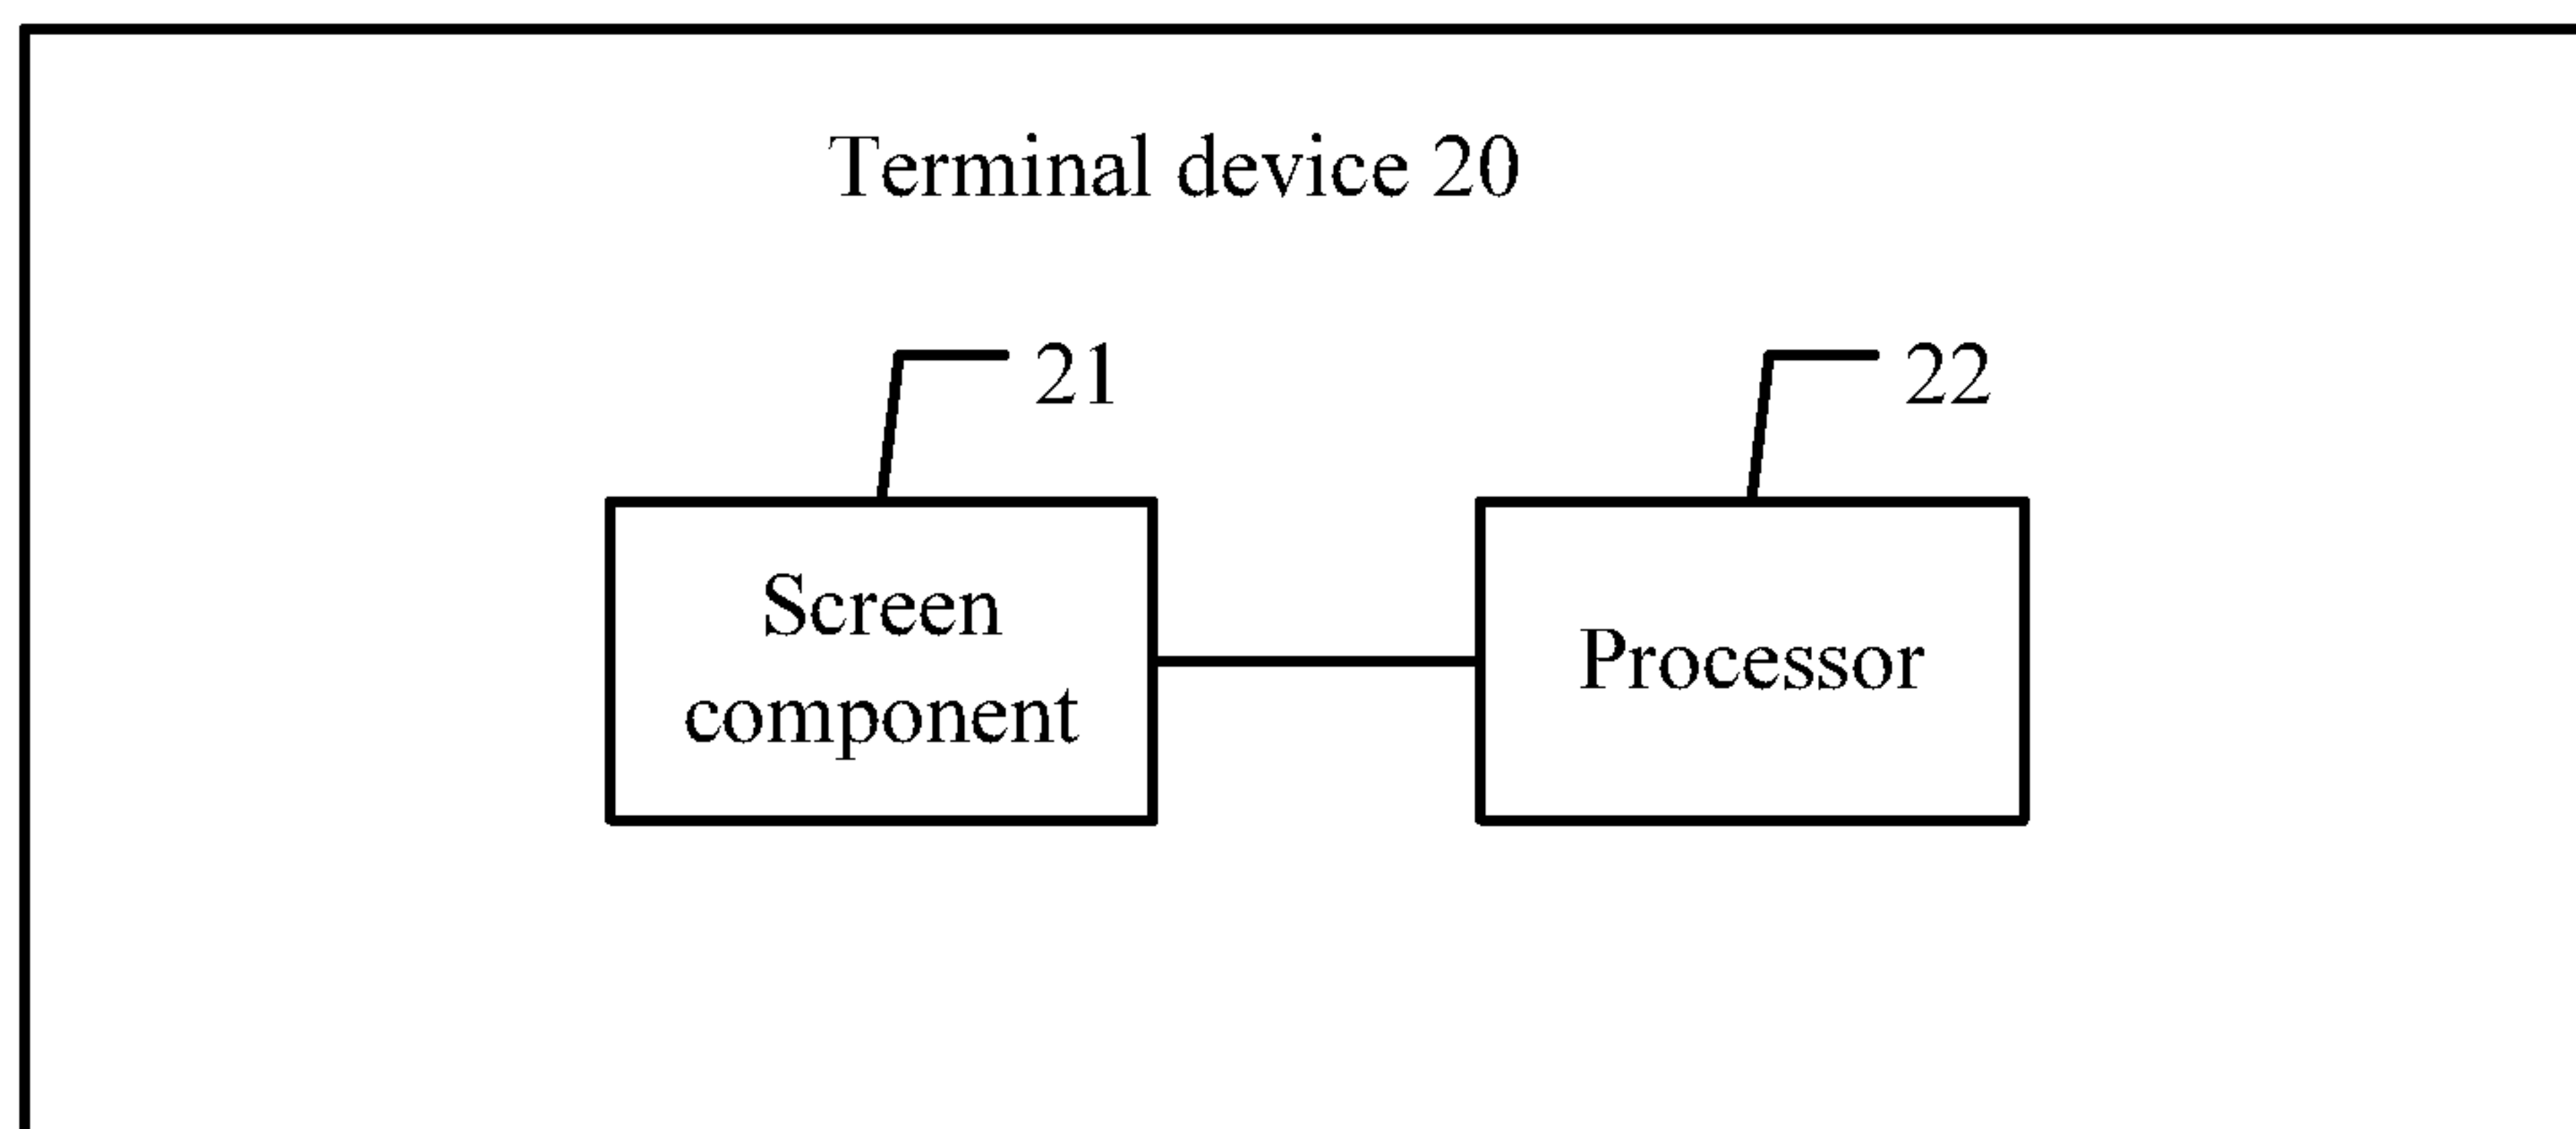 Terminal device 20
21
22
Screen
component
Processor